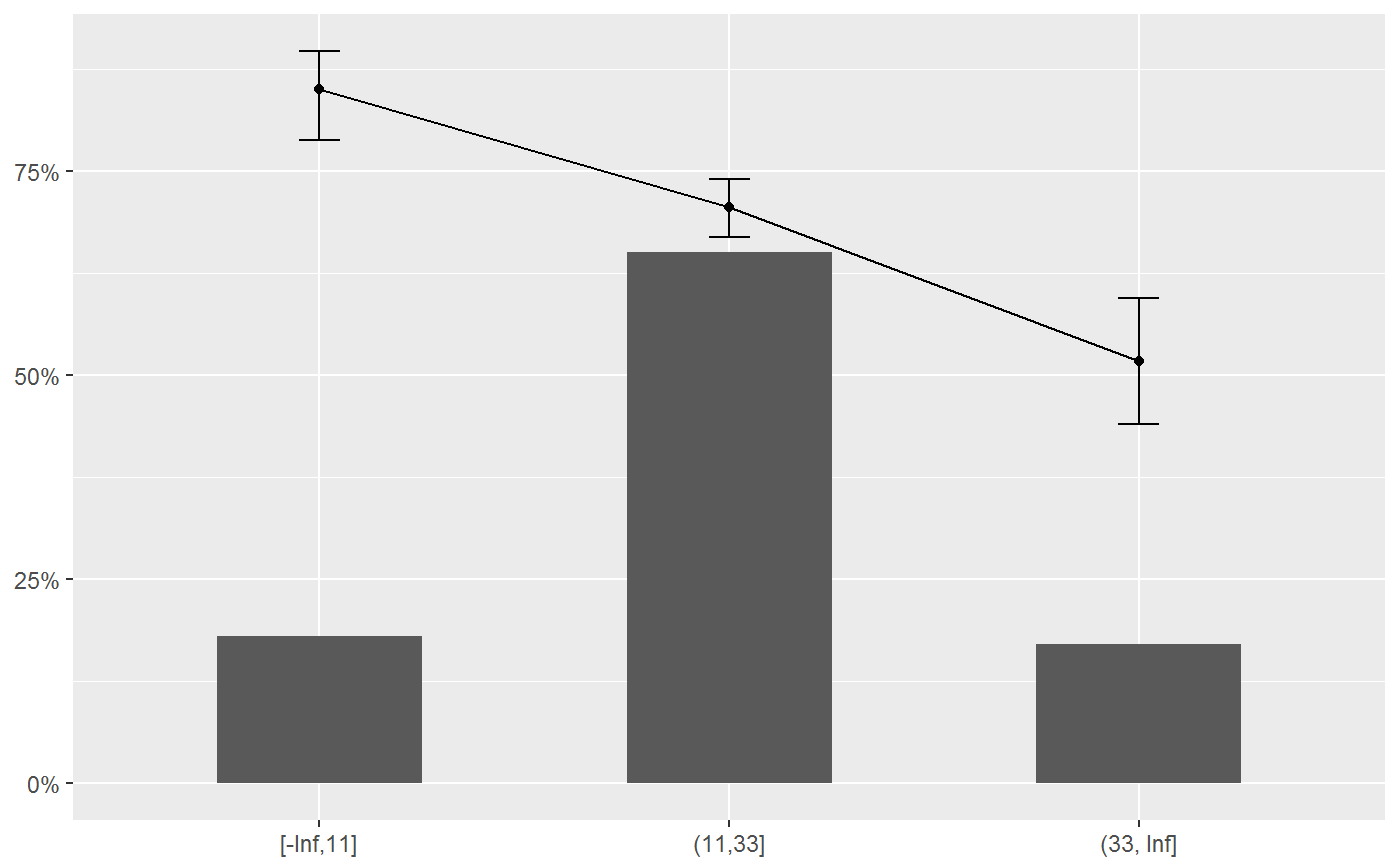 75%
50%
25%
0%
[-Inf,11]
(11,33]
(33, Inf]